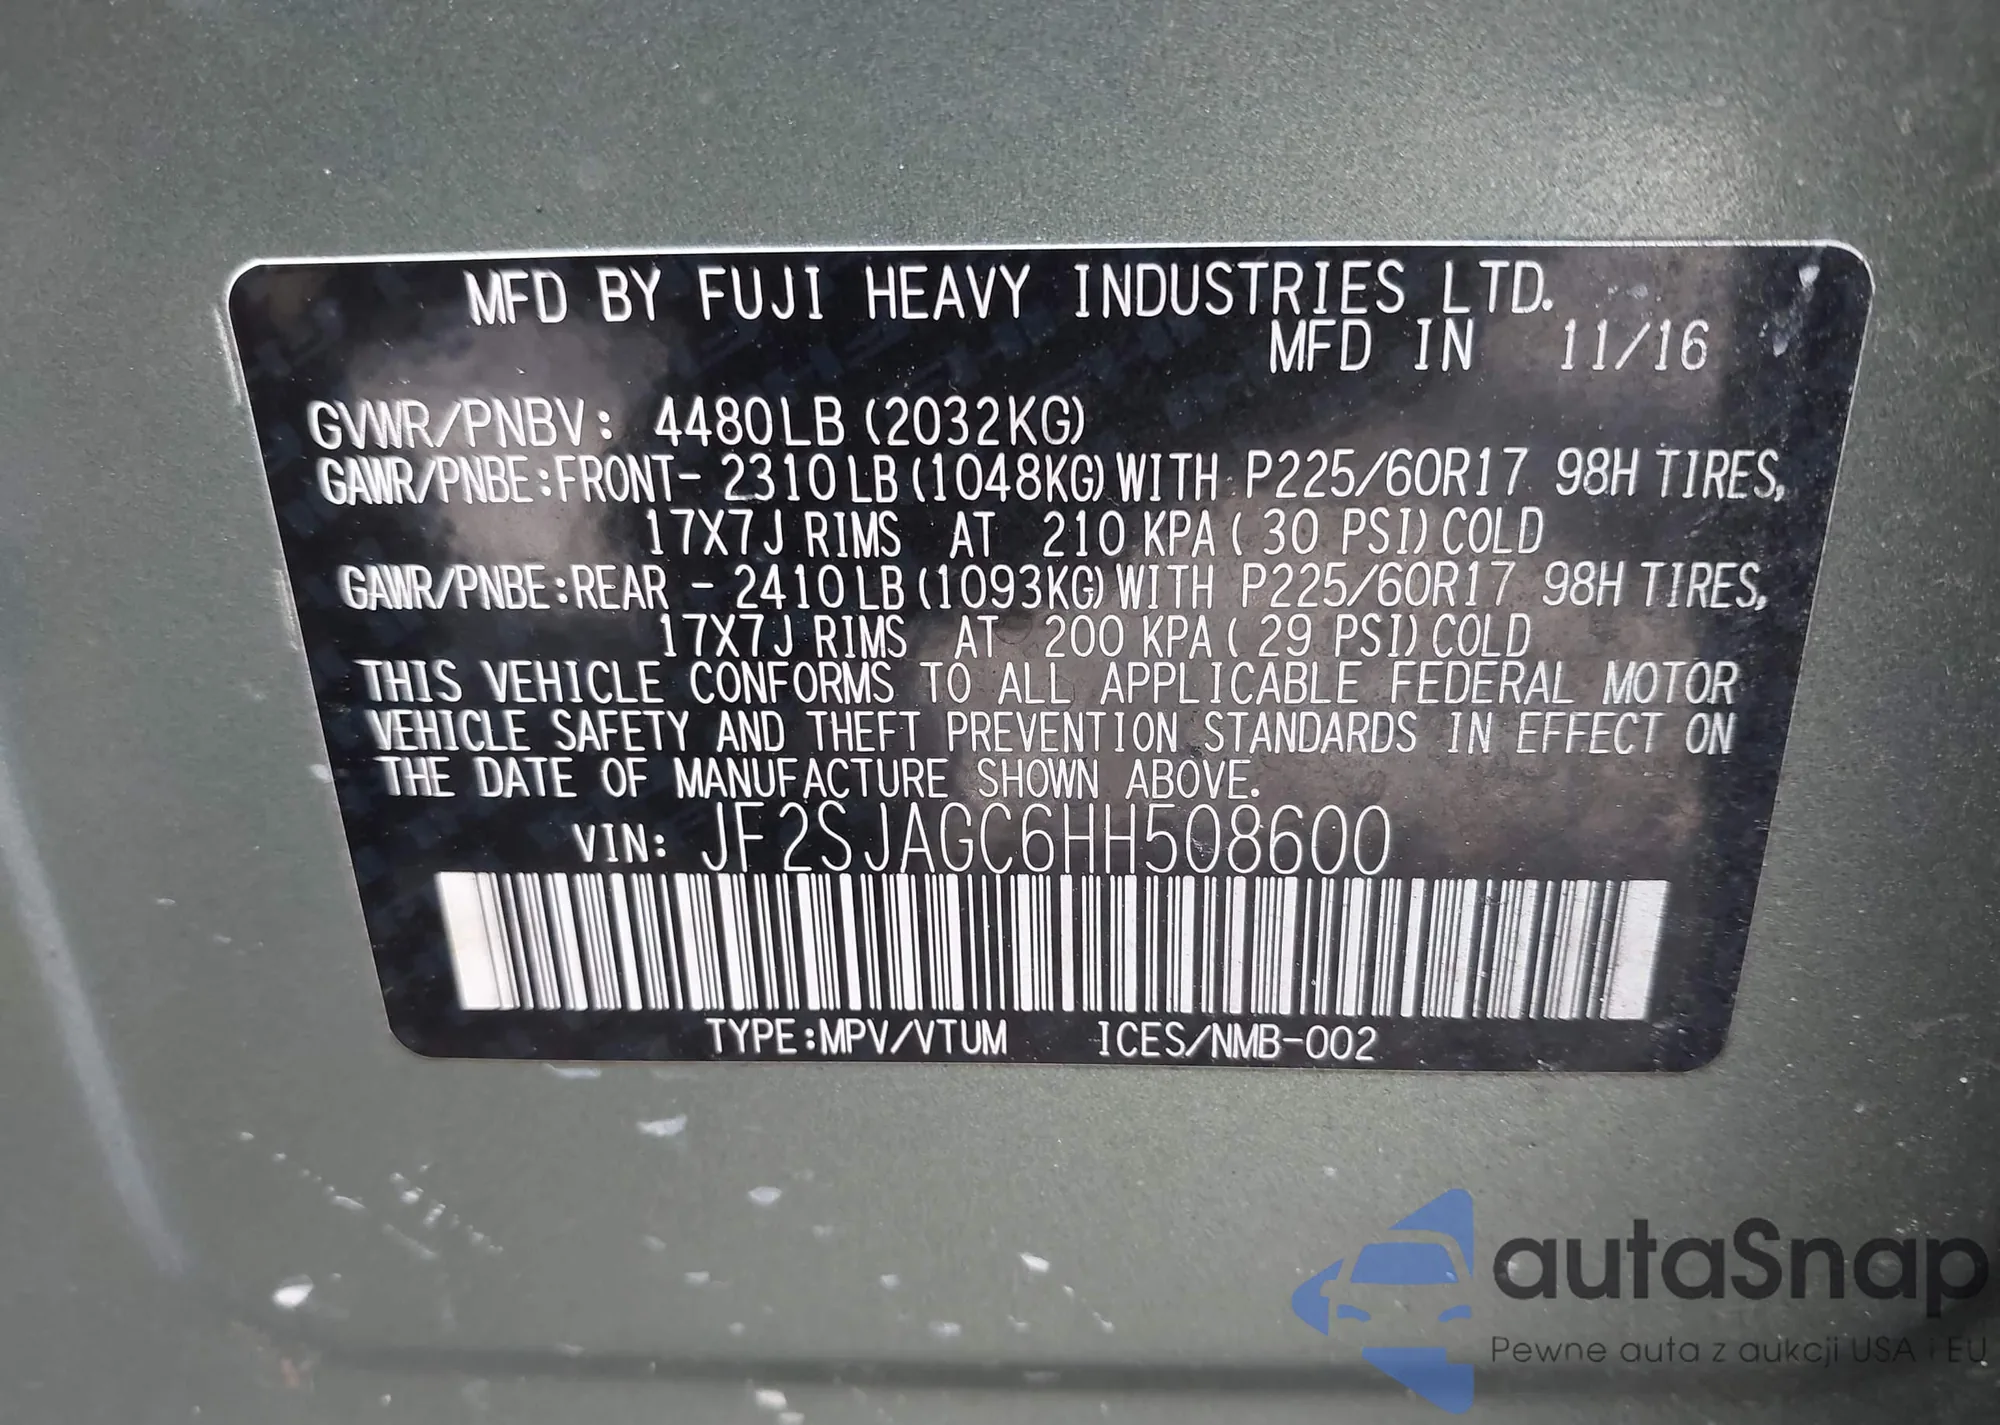 MFD BY FUJI HEAVY INDUSTRIES LTD.
MFD IN 11/16
GVWR/PNBV: 4480LB (2032KG)
GAWR/PNBE:FRONT- 2310 LB (1048KG) WITH P225/60R17 98H TIRES,
17X7J RIMS AT 210 KPA ( 30 PSI) COLD
GAWR/PNBE:REAR - 2410 LB (1093KG) WITH P225/60R17 98H TIRES,
17X7J RIMS AT 200 KPA ( 29 PSI) COLD
THIS VEHICLE CONFORMS TO ALL APPLICABLE FEDERAL MOTOR
VEHICLE SAFETY AND THEFT PREVENTION STANDARDS IN EFFECT ON
THE DATE OF MANUFACTURE SHOWN ABOVE.
VIN: JF2SJAGC6HH508600
TYPE:MPV/VTUM ICES/NMB-002
autaSnap
Pewne auta z aukcji USA i EU